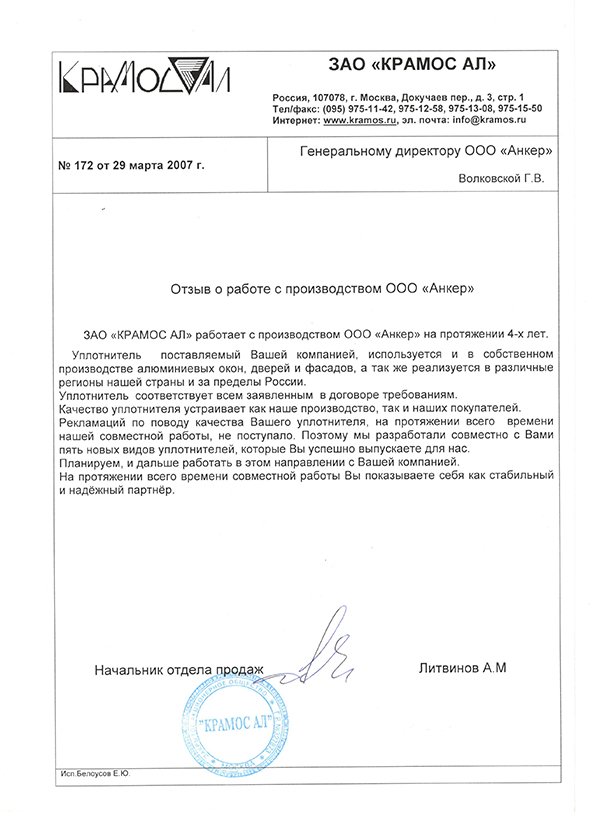 КРАМОС АЛ
ЗАО «КРАМОС АЛ»
Россия, 107078, г. Москва, Докучаев пер., д. 3, стр. 1
Тел/факс: (095) 975-11-42, 975-12-58, 975-13-08, 975-15-50
Интернет: www.kramos.ru, эл. почта: info@kramos.ru
№ 172 от 29 марта 2007 г.
Генеральному директору ООО «Анкер»
Волковской Г.В.
Отзыв о работе с производством ООО «Анкер»
ЗАО «КРАМОС АЛ» работает с производством ООО «Анкер» на протяжении 4-х лет.
Уплотнитель поставляемый Вашей компанией, используется и в собственном
производстве алюминиевых окон, дверей и фасадов, а так же реализуется в различные
регионы нашей страны и за пределы России.
Уплотнитель соответствует всем заявленным в договоре требованиям.
Качество уплотнителя устраивает как наше производство, так и наших покупателей.
Рекламаций по поводу качества Вашего уплотнителя, на протяжении всего времени
нашей совместной работы, не поступало. Поэтому мы разработали совместно с Вами
пять новых видов уплотнителей, которые Вы успешно выпускаете для нас.
Планируем, и дальше работать в этом направлении с Вашей компанией.
На протяжении всего времени совместной работы Вы показываете себя как стабильный
и надёжный партнёр.
Начальник отдела продаж
Литвинов А.М
"КРАМОС АЛ"
МОСКВА
Исп.Белоусов Е.Ю.